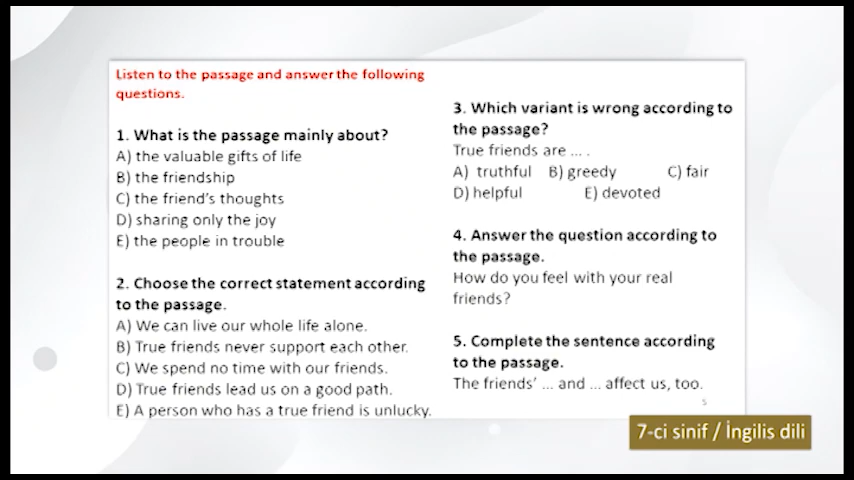 Listen to the passage and answer the following
questions.
1. What is the passage mainly about?
A) the valuable gifts of life
B) the friendship
C) the friend's thoughts
D) sharing only the joy
E) the people in trouble
2. Choose the correct statement according
to the passage.
A) We can live our whole life alone.
B) True friends never support each other.
C) We spend no time with our friends.
D) True friends lead us on a good path.
E) A person who has a true friend is unlucky.
3. Which variant is wrong according to
the passage?
True friends are ... .
A) truthful B) greedy C) fair
D) helpful E) devoted
4. Answer the question according to
the passage.
How do you feel with your real
friends?
5. Complete the sentence according
to the passage.
The friends' ... and ... affect us, too.
5
7-ci sinif / İngilis dili